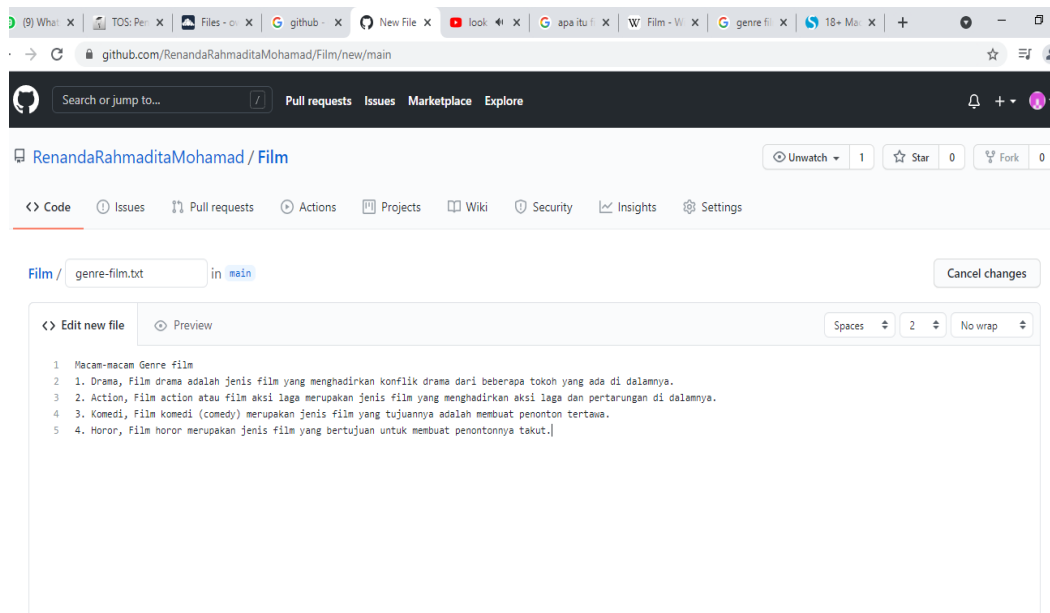 (9) What
TOS: Per
Files - o
github -
New File
look
apa itu f
Film - W
genre fil
18+ Mac
github.com/RenandaRahmaditaMohamad/Film/new/main
Search or jump to...
/
Pull requests Issues Marketplace Explore
RenandaRahmaditaMohamad / Film
Unwatch 1 Star 0 Fork 0
Code Issues Pull requests Actions Projects Wiki Security Insights Settings
Film / genre-film.txt in main
Cancel changes
<> Edit new file Preview
Spaces 2 No wrap
1 Macam-macam Genre film
2 1. Drama, Film drama adalah jenis film yang menghadirkan konflik drama dari beberapa tokoh yang ada di dalamnya.
3 2. Action, Film action atau film aksi laga merupakan jenis film yang menghadirkan aksi laga dan pertarungan di dalamnya.
4 3. Komedi, Film komedi (comedy) merupakan jenis film yang tujuannya adalah membuat penonton tertawa.
5 4. Horor, Film horor merupakan jenis film yang bertujuan untuk membuat penontonnya takut.